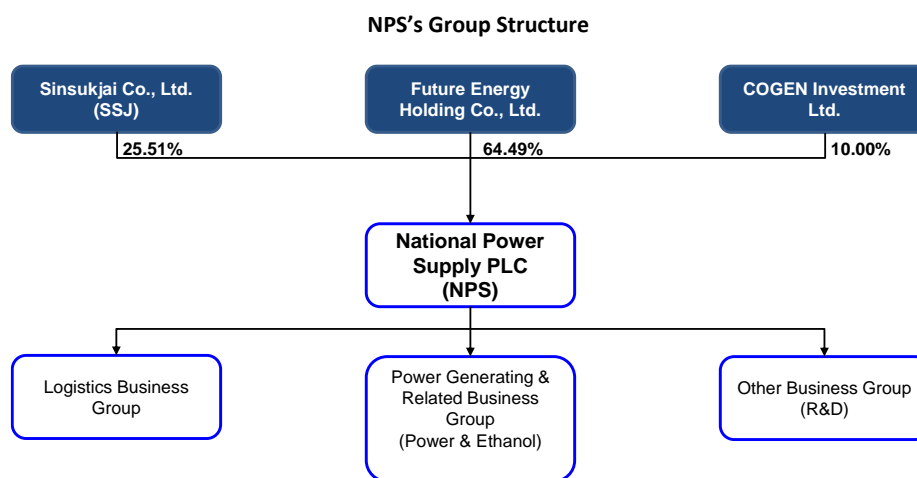 NPS's Group Structure
Sinsukjai Co., Ltd.
(SSJ)
Future Energy
Holding Co., Ltd.
COGEN Investment
Ltd.
25.51%
64.49%
10.00%
National Power
Supply PLC
(NPS)
Logistics Business
Group
Power Generating &
Related Business
Group
(Power & Ethanol)
Other Business Group
(R&D)